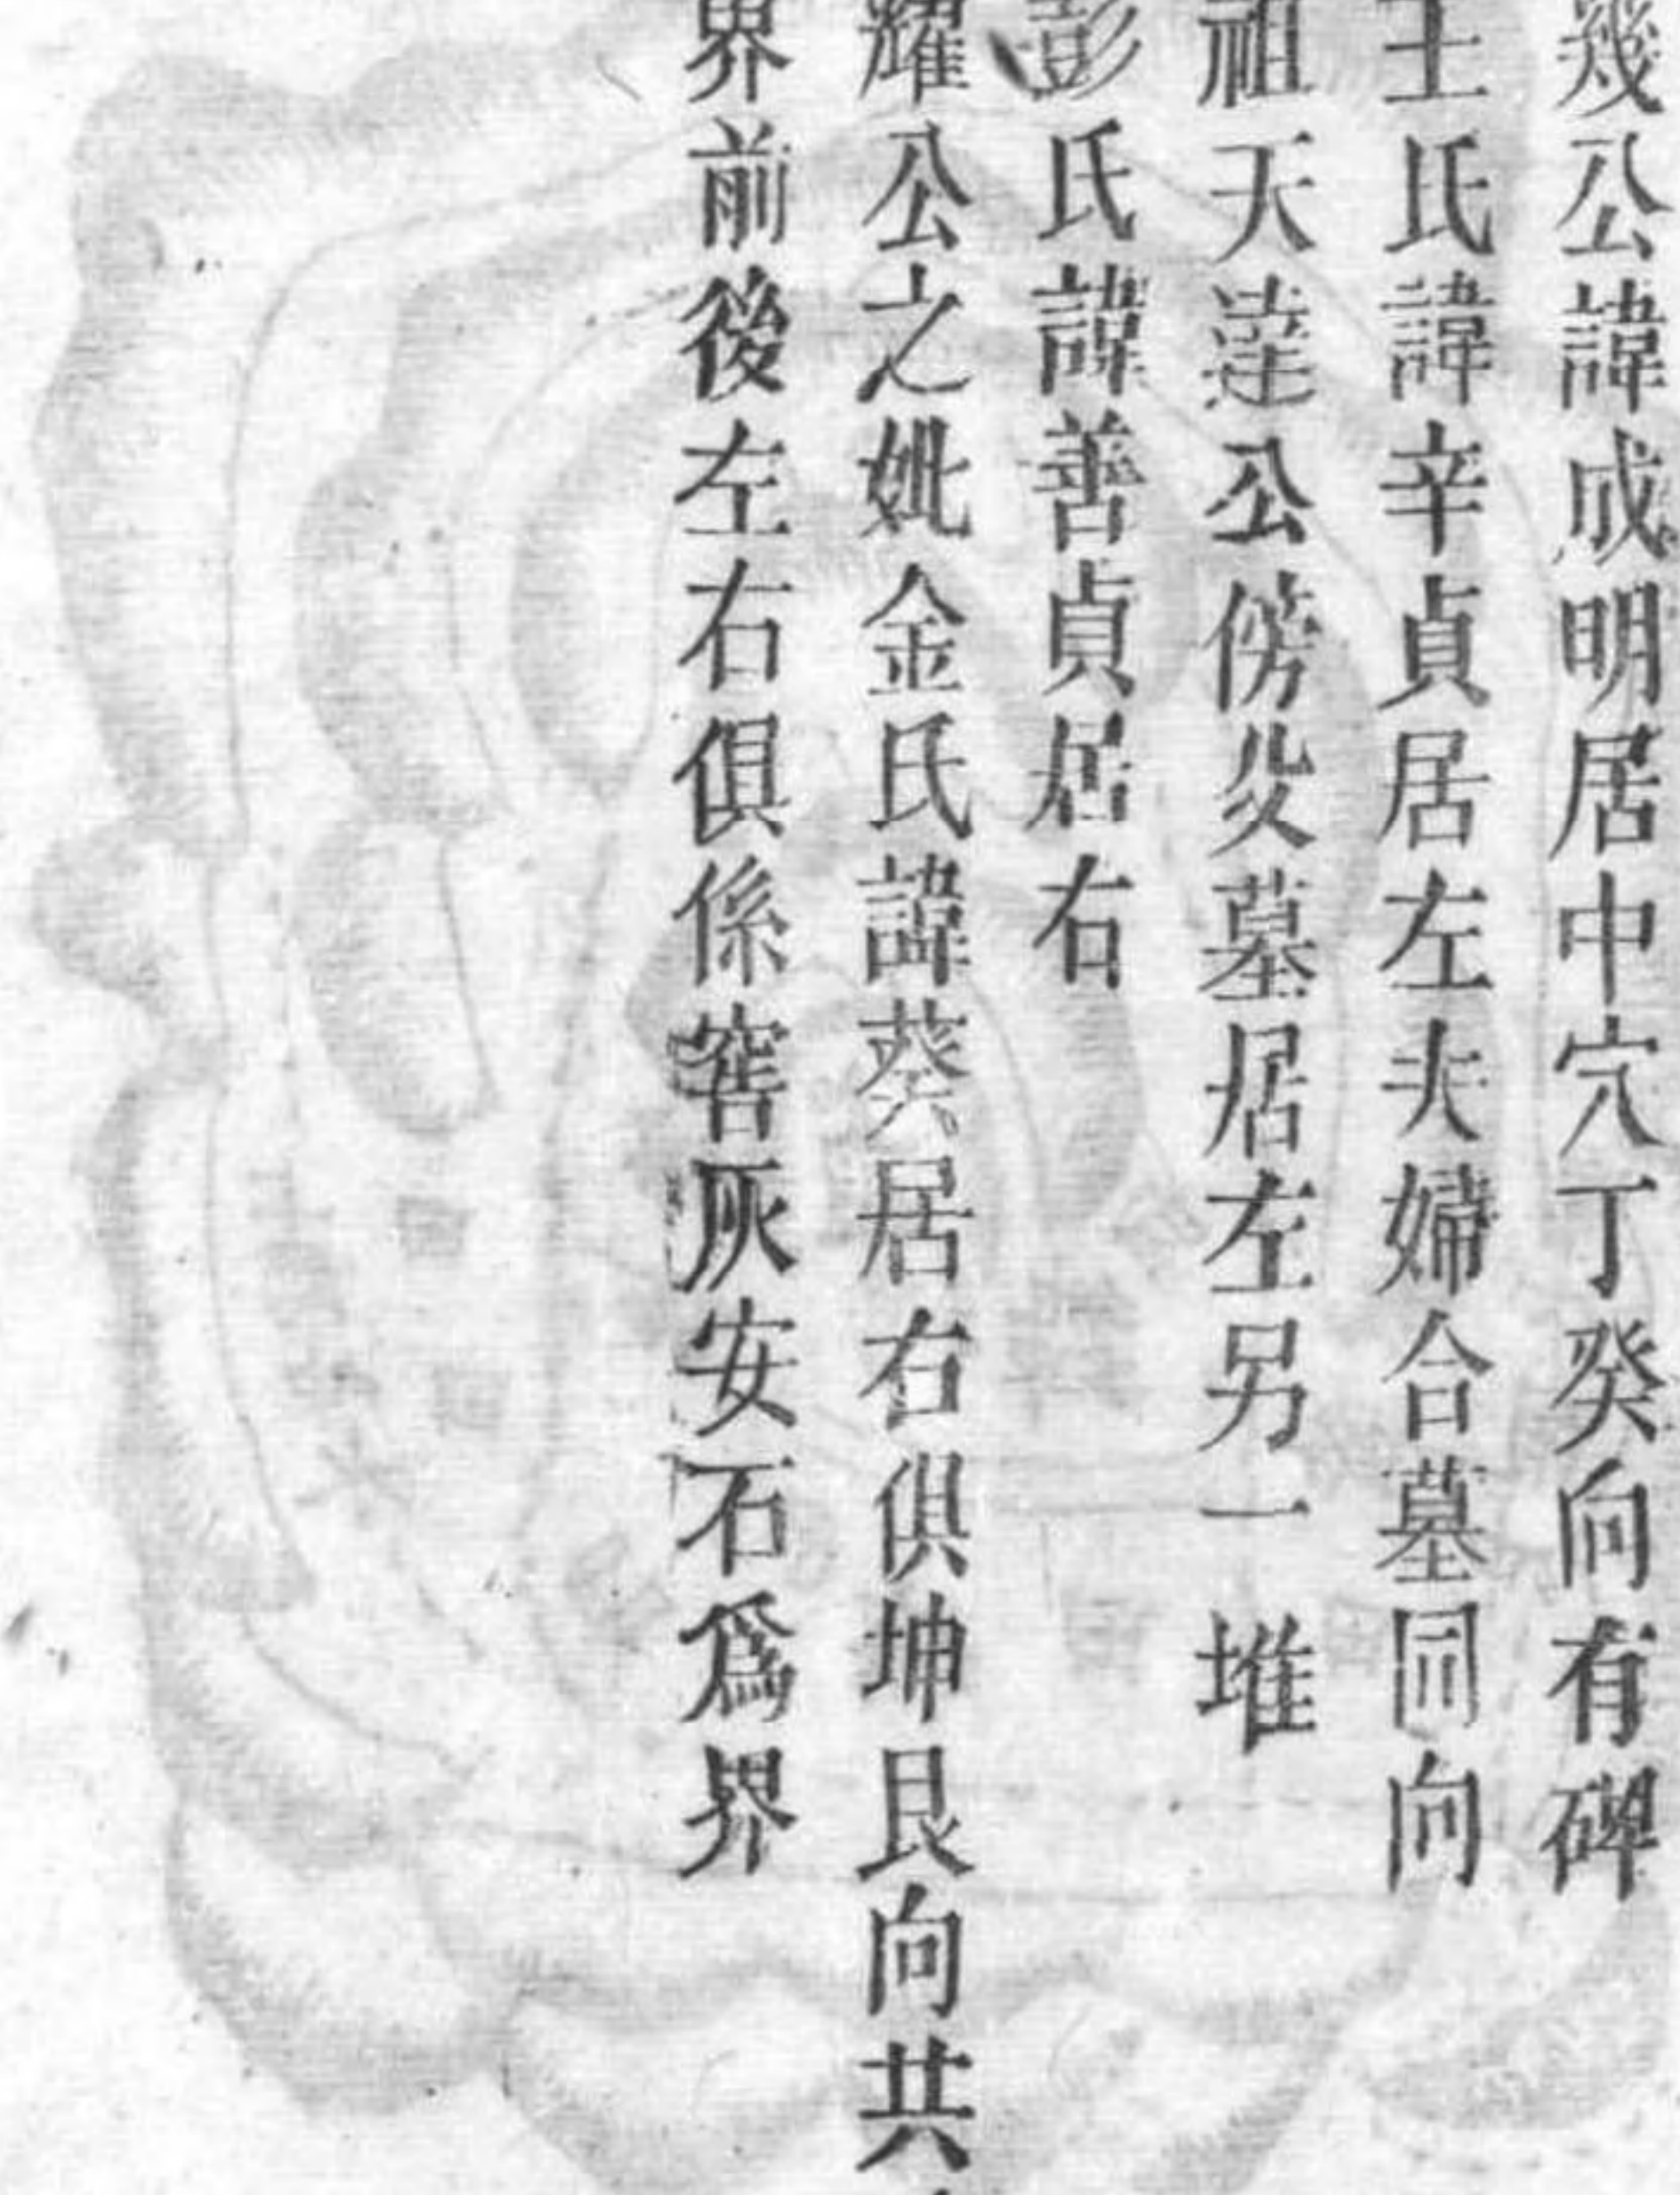 幾公諱成明居中穴丁癸向有碑
王氏諱辛貞居左夫婦合墓同向
祖天達公傍父墓居左另一堆
彭氏諱善貞居右
耀公之妣金氏諱葵居右俱坤艮向共
界前後左右俱係窖灰安石爲界